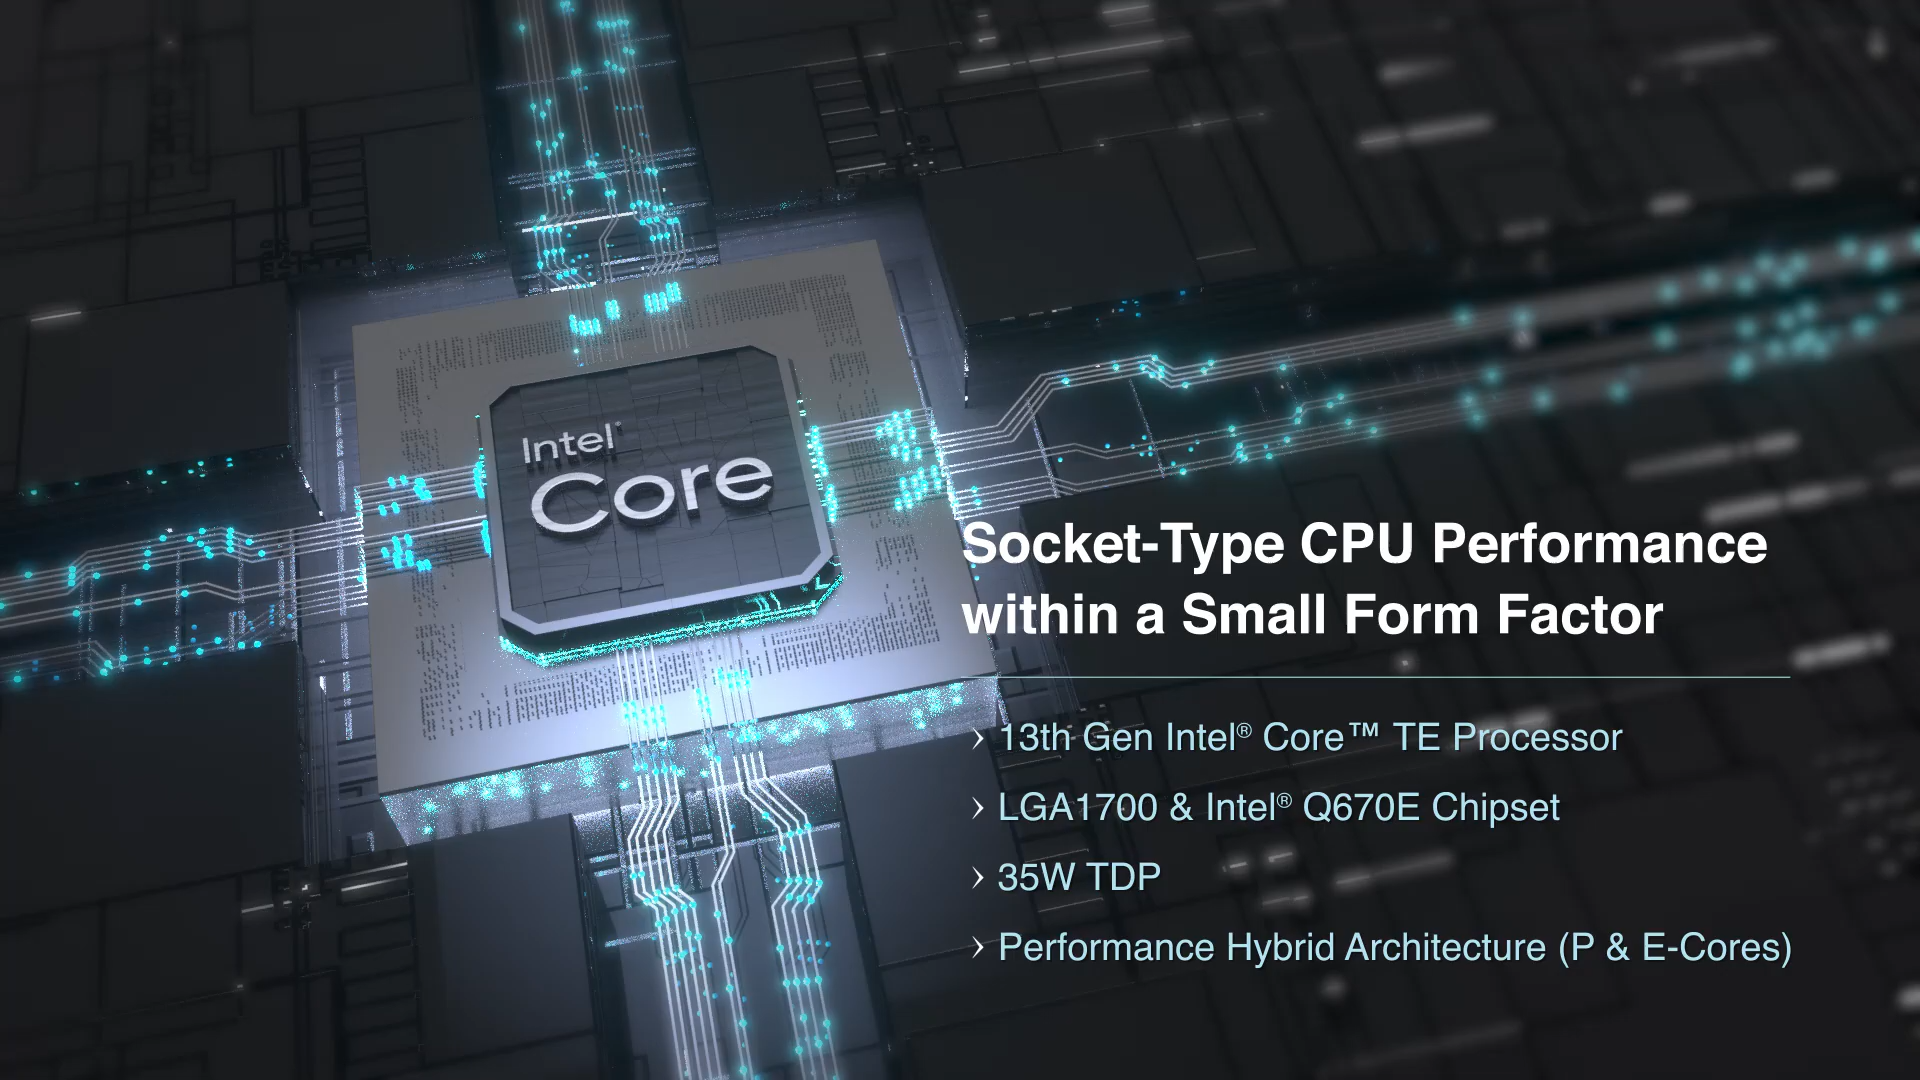 Intel
Core
Socket-Type CPU Performance
within a Small Form Factor
› 13th Gen Intel® Core™ TE Processor
› LGA1700 & Intel® Q670E Chipset
› 35W TDP
› Performance Hybrid Architecture (P & E-Cores)